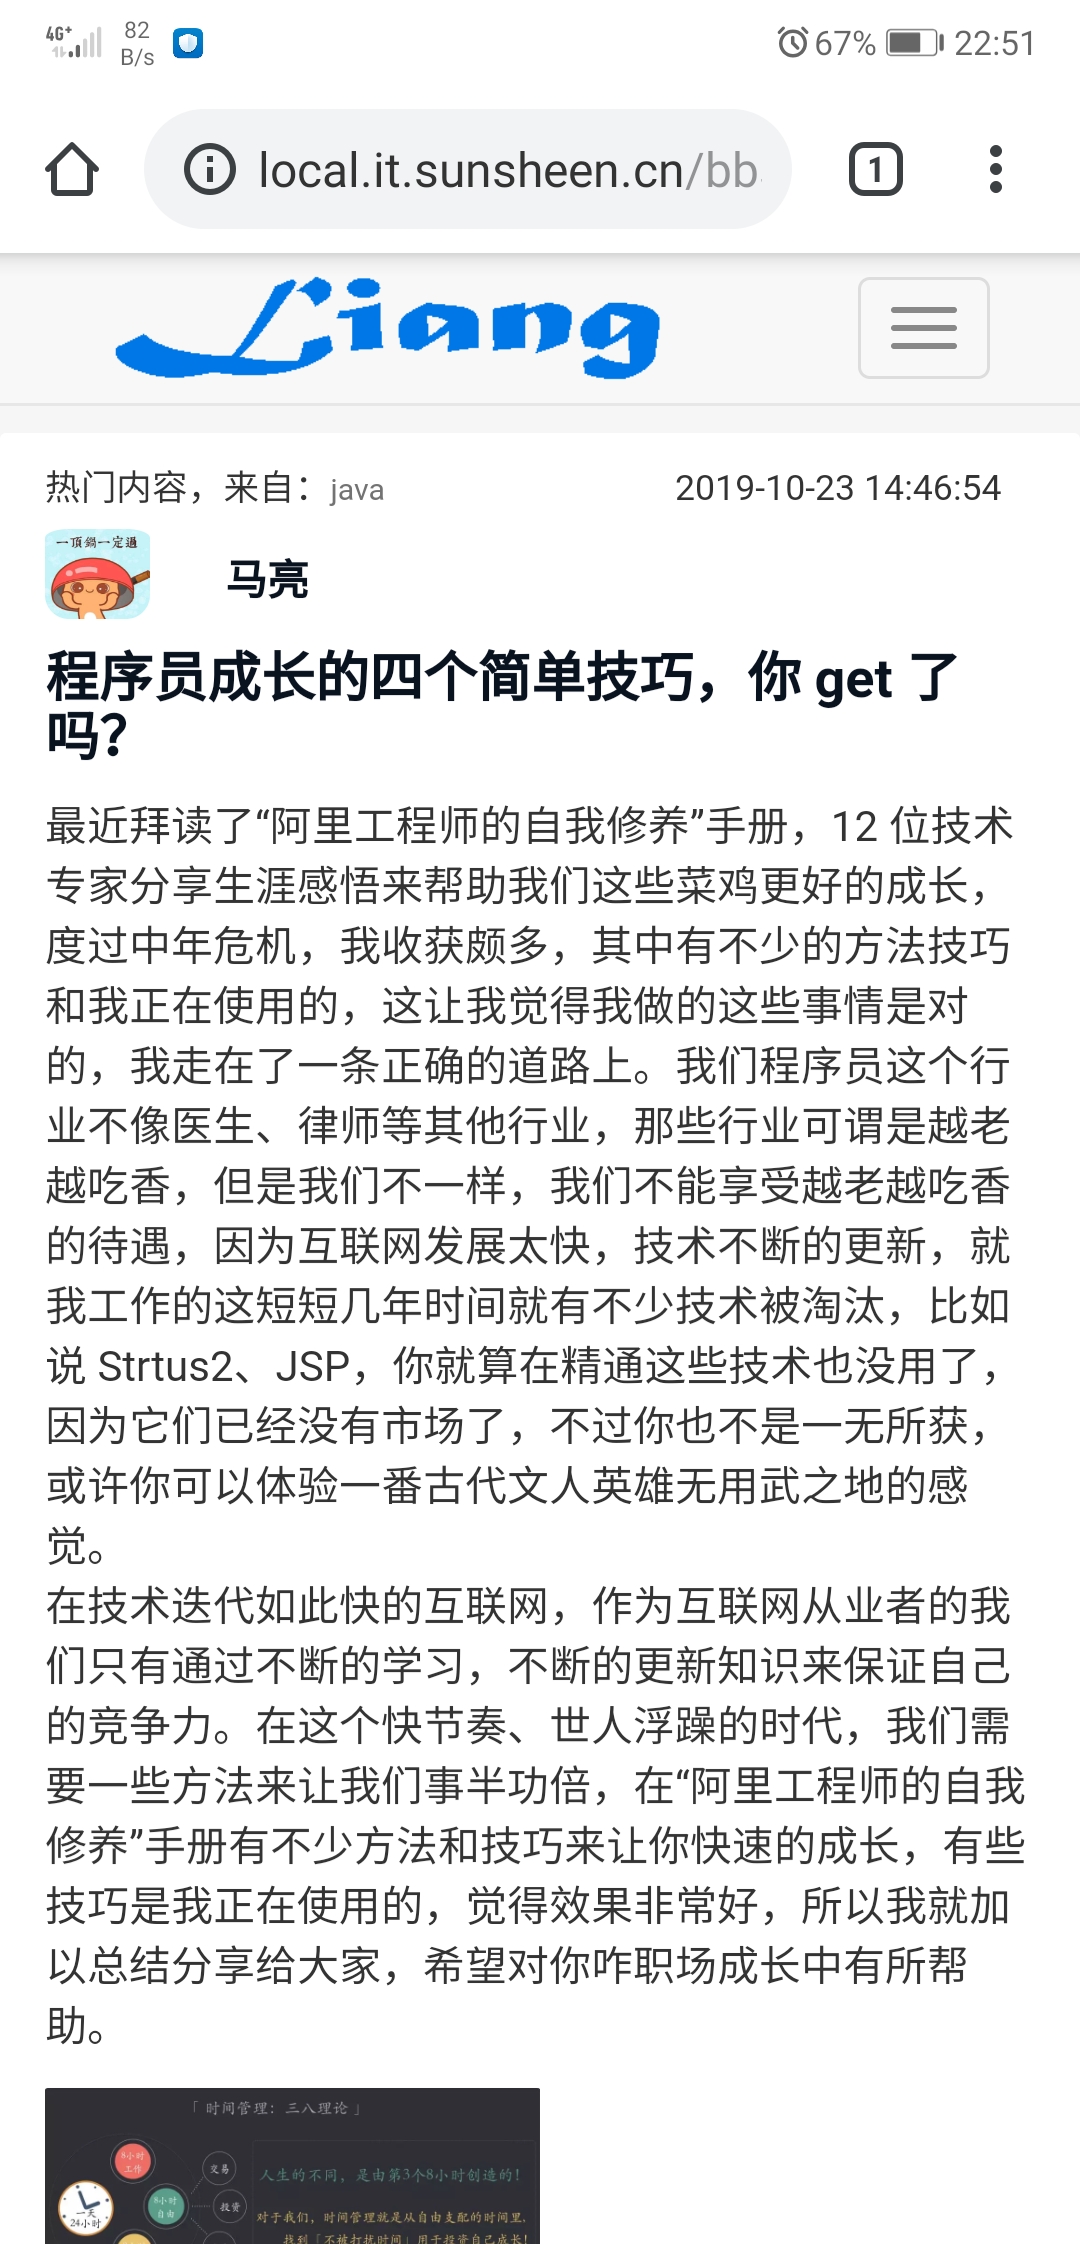 4G+
82
B/s
67%
22:51
local.it.sunsheen.cn/bb
1
Liang
热门内容，来自：java
2019-10-23 14:46:54
一頂鍋一定過
马亮
程序员成长的四个简单技巧，你 get 了
吗？
最近拜读了“阿里工程师的自我修养”手册，12 位技术
专家分享生涯感悟来帮助我们这些菜鸡更好的成长，
度过中年危机，我收获颇多，其中有不少的方法技巧
和我正在使用的，这让我觉得我做的这些事情是对
的，我走在了一条正确的道路上。我们程序员这个行
业不像医生、律师等其他行业，那些行业可谓是越老
越吃香，但是我们不一样，我们不能享受越老越吃香
的待遇，因为互联网发展太快，技术不断的更新，就
我工作的这短短几年时间就有不少技术被淘汰，比如
说 Strtus2、JSP，你就算在精通这些技术也没用了，
因为它们已经没有市场了，不过你也不是一无所获，
或许你可以体验一番古代文人英雄无用武之地的感
觉。
在技术迭代如此快的互联网，作为互联网从业者的我
们只有通过不断的学习，不断的更新知识来保证自己
的竞争力。在这个快节奏、世人浮躁的时代，我们需
要一些方法来让我们事半功倍，在“阿里工程师的自我
修养”手册有不少方法和技巧来让你快速的成长，有些
技巧是我正在使用的，觉得效果非常好，所以我就加
以总结分享给大家，希望对你咋职场成长中有所帮
助。
「 时间管理：三八理论 」
8小时
工作
交易
人生的不同，是由第3个8小时创造的！
一天
24小时
8小时
自由
投资
对于我们，时间管理就是从自由支配的时间里，
找到「不被打扰时间」用于投资自己成长！